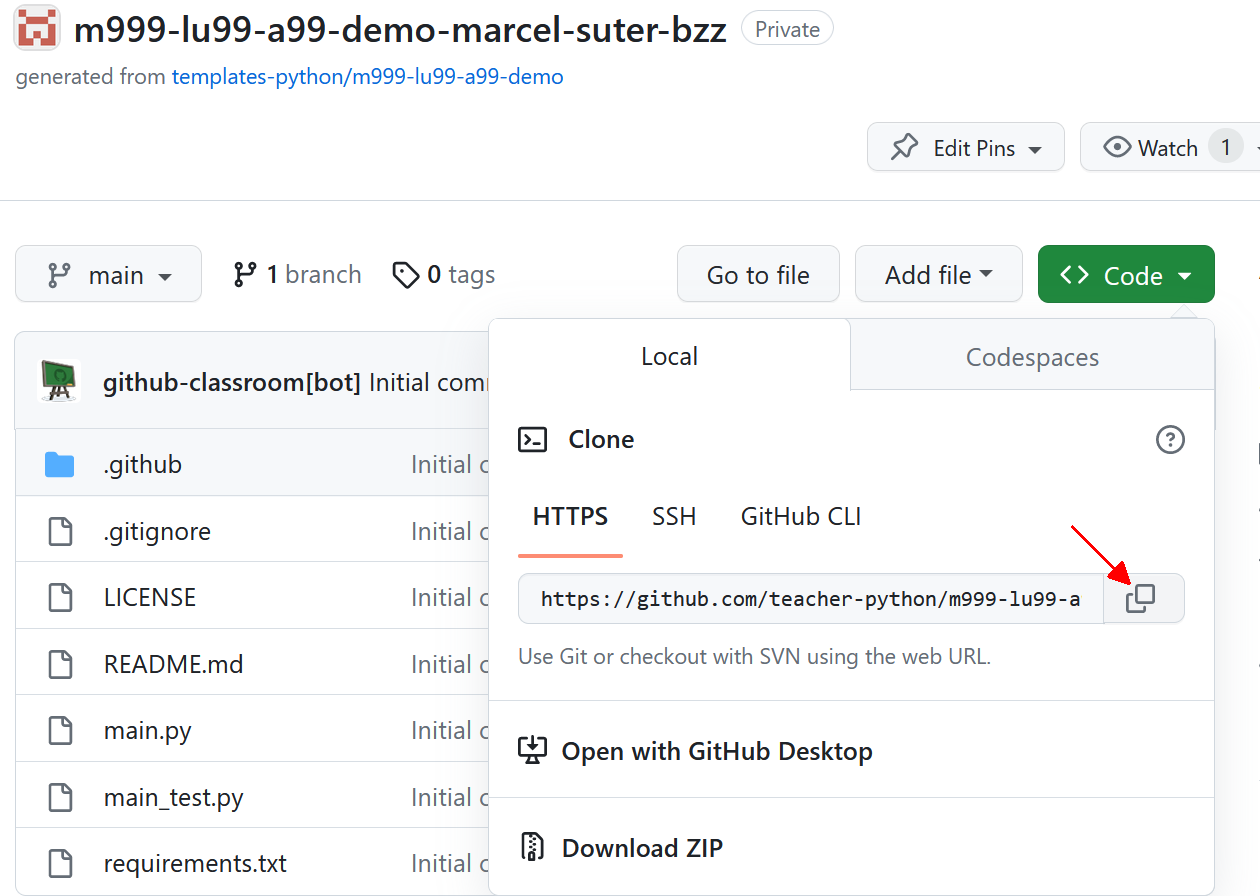 m999-lu99-a99-demo-marcel-suter-bzz Private
generated from templates-python/m999-lu99-a99-demo
Edit Pins Watch 1
main 1 branch 0 tags Go to file Add file Code
github-classroom[bot] Initial com
Local Codespaces
Clone
HTTPS SSH GitHub CLI
https://github.com/teacher-python/m999-lu99-a
Use Git or checkout with SVN using the web URL.
Open with GitHub Desktop
Download ZIP
.github Initial c
.gitignore Initial c
LICENSE Initial c
README.md Initial c
main.py Initial c
main_test.py Initial c
requirements.txt Initial c